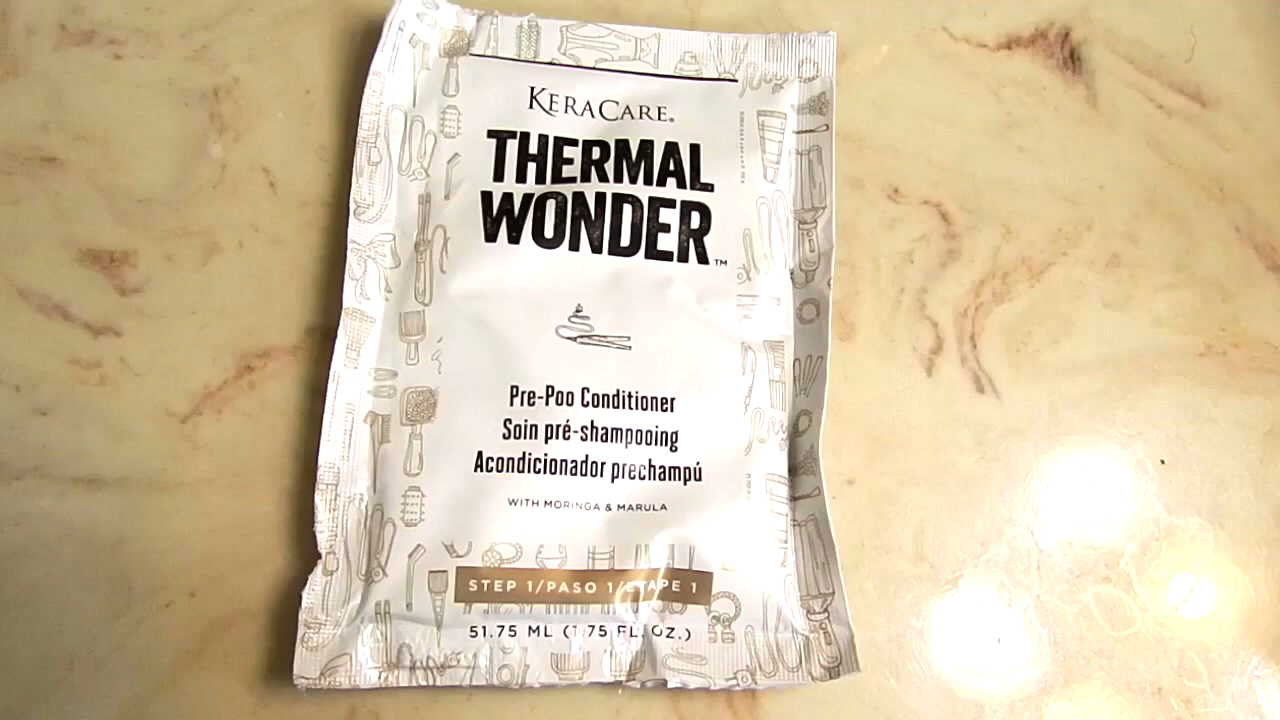 KERACARE®
THERMAL
WONDER™
Pre-Poo Conditioner
Soin pré-shampooing
Acondicionador prechampú
WITH MORINGA & MARULA
STEP 1/PASO 1/ETAPE 1
51.75 ML (1.75 FL. OZ.)